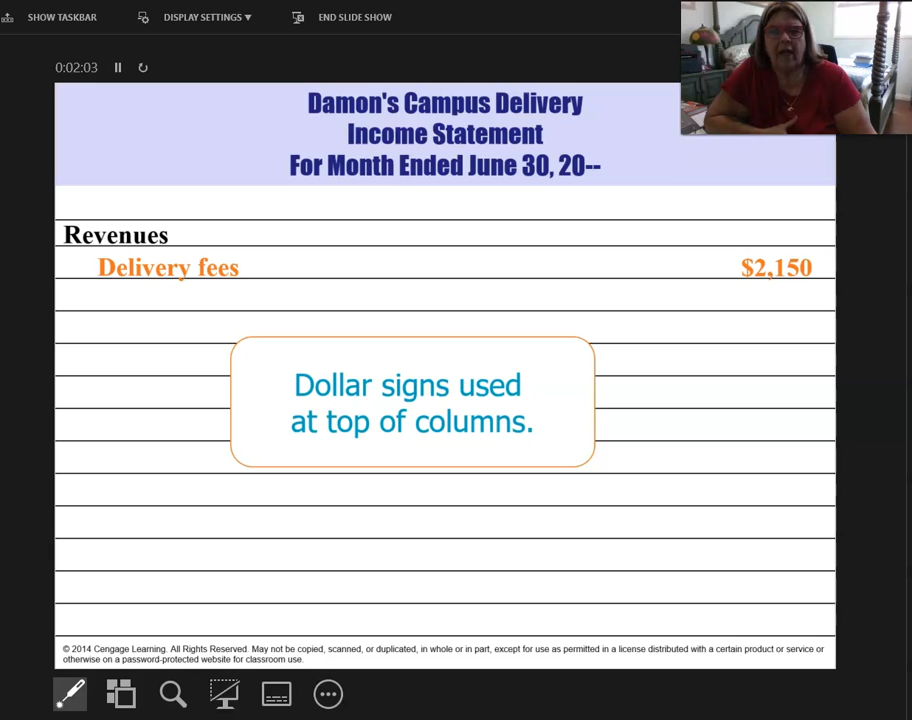 SHOW TASKBAR DISPLAY SETTINGS ▼ END SLIDE SHOW
0:02:03
Damon's Campus Delivery
Income Statement
For Month Ended June 30, 20--
Revenues
Delivery fees $2,150
Dollar signs used
at top of columns.
© 2014 Cengage Learning. All Rights Reserved. May not be copied, scanned, or duplicated, in whole or in part, except for use as permitted in a license distributed with a certain product or service or
otherwise on a password-protected website for classroom use.